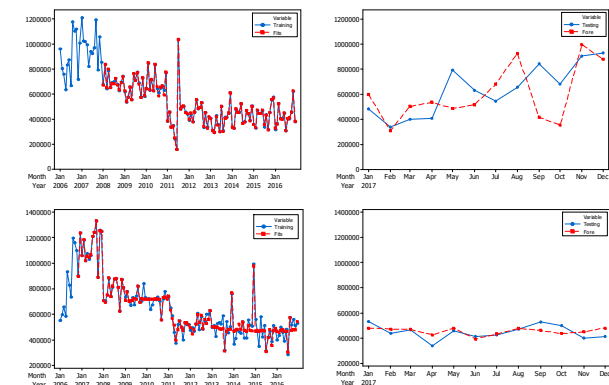 Variable
Training
Fits
1200000
1000000
800000
600000
400000
200000
0
Month Jan Jan Jan Jan Jan Jan Jan Jan Jan Jan Jan
Year 2006 2007 2008 2009 2010 2011 2012 2013 2014 2015 2016
Variable
Testing
Fore
1200000
1000000
800000
600000
400000
200000
0
Month Jan Feb Mar Apr May Jun Jul Aug Sep Oct Nov Dec
Year 2017
Variable
Training
Fits
1400000
1200000
1000000
800000
600000
400000
200000
Month Jan Jan Jan Jan Jan Jan Jan Jan Jan Jan Jan
Year 2006 2007 2008 2009 2010 2011 2012 2013 2014 2015 2016
Variable
Testing
Fore
1400000
1200000
1000000
800000
600000
400000
200000
Month Jan Feb Mar Apr May Jun Jul Aug Sep Oct Nov Dec
Year 2017